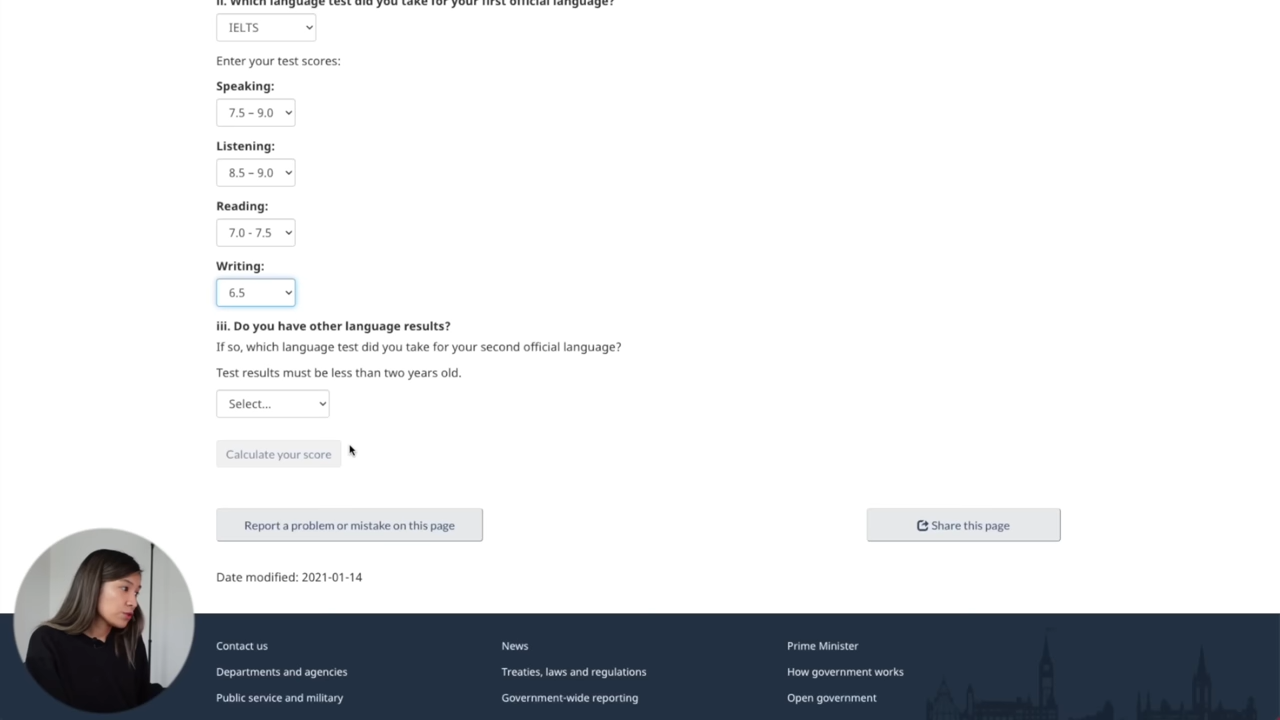 ii. Which language test did you take for your first official language?
IELTS
Enter your test scores:
Speaking:
7.5 – 9.0
Listening:
8.5 – 9.0
Reading:
7.0 - 7.5
Writing:
6.5
iii. Do you have other language results?
If so, which language test did you take for your second official language?
Test results must be less than two years old.
Select...
Calculate your score
Report a problem or mistake on this page
Share this page
Date modified: 2021-01-14
Contact us
News
Prime Minister
Departments and agencies
Treaties, laws and regulations
How government works
Public service and military
Government-wide reporting
Open government